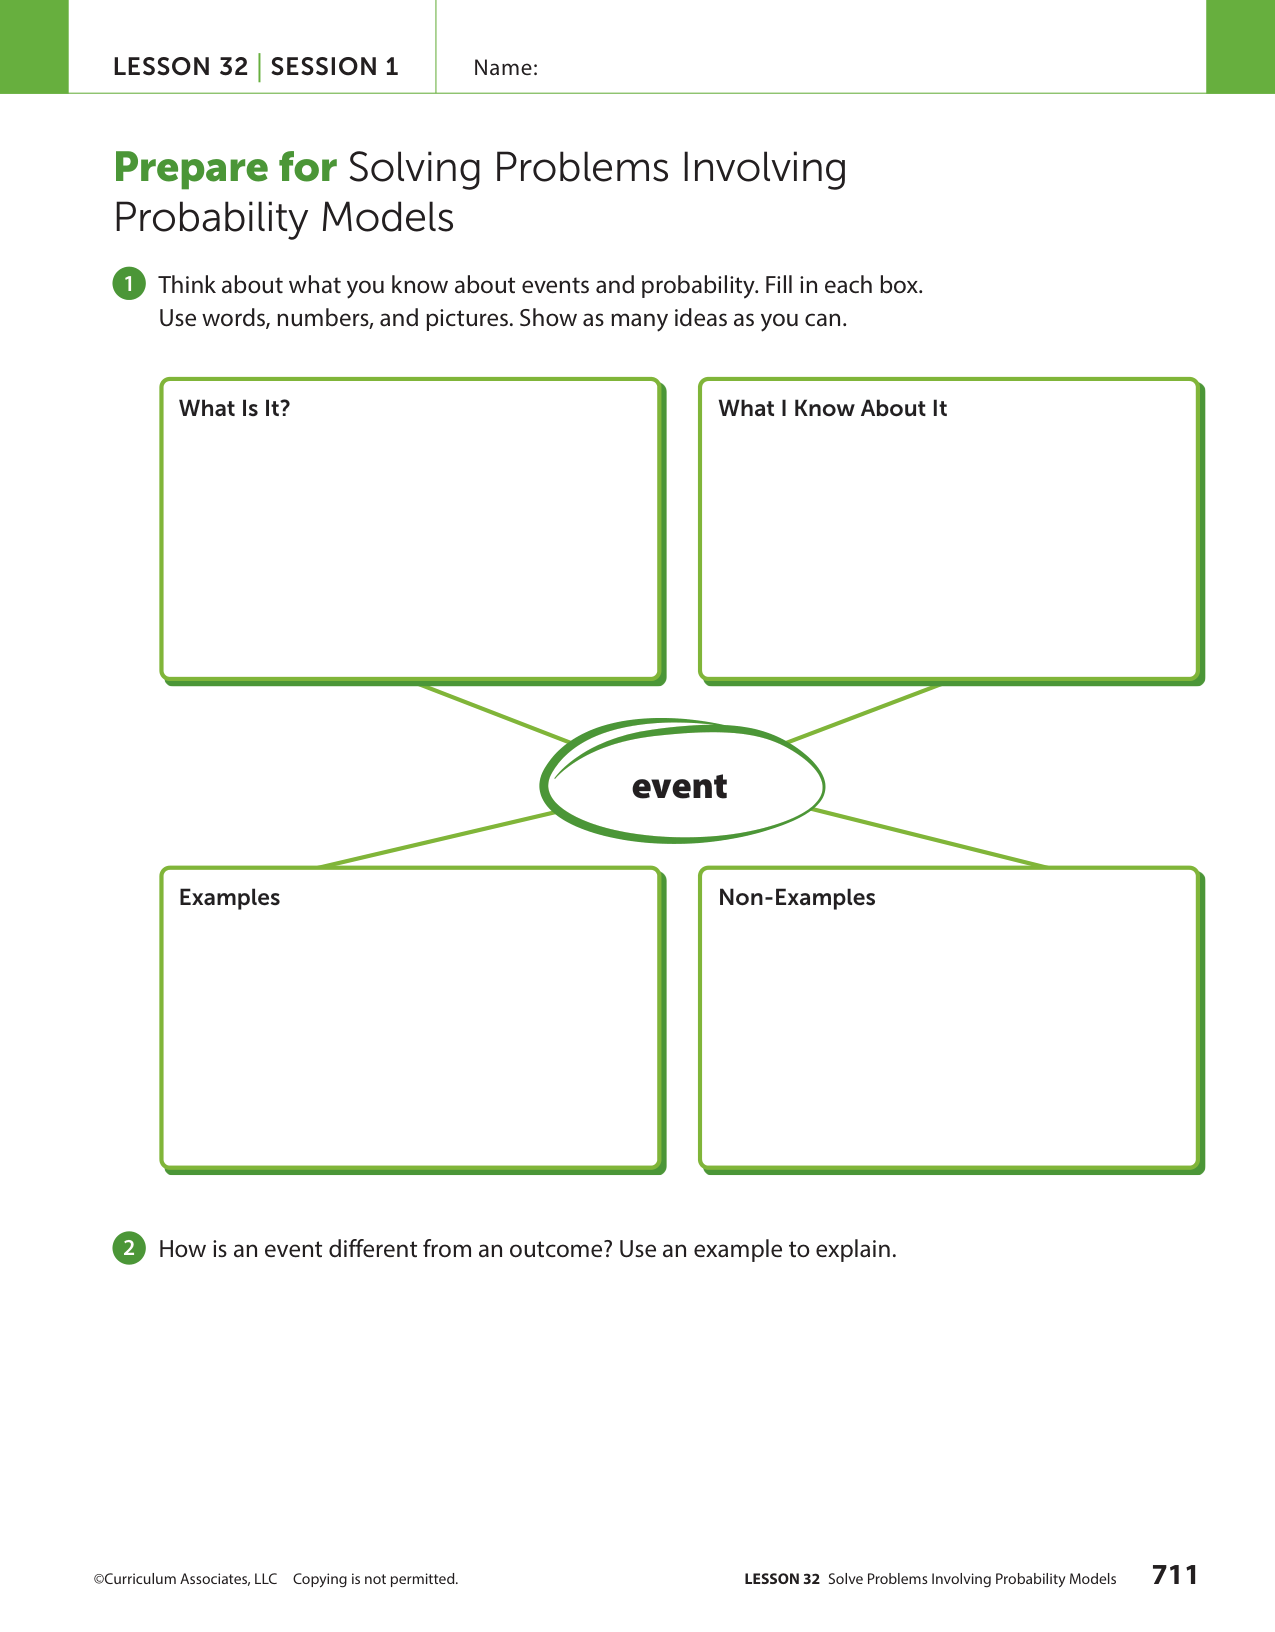 LESSON 32 | SESSION 1
Name:
Prepare for Solving Problems Involving
Probability Models
1 Think about what you know about events and probability. Fill in each box.
Use words, numbers, and pictures. Show as many ideas as you can.
What Is It?
What I Know About It
event
Examples
Non-Examples
2 How is an event different from an outcome? Use an example to explain.
©Curriculum Associates, LLC Copying is not permitted.
LESSON 32 Solve Problems Involving Probability Models 711